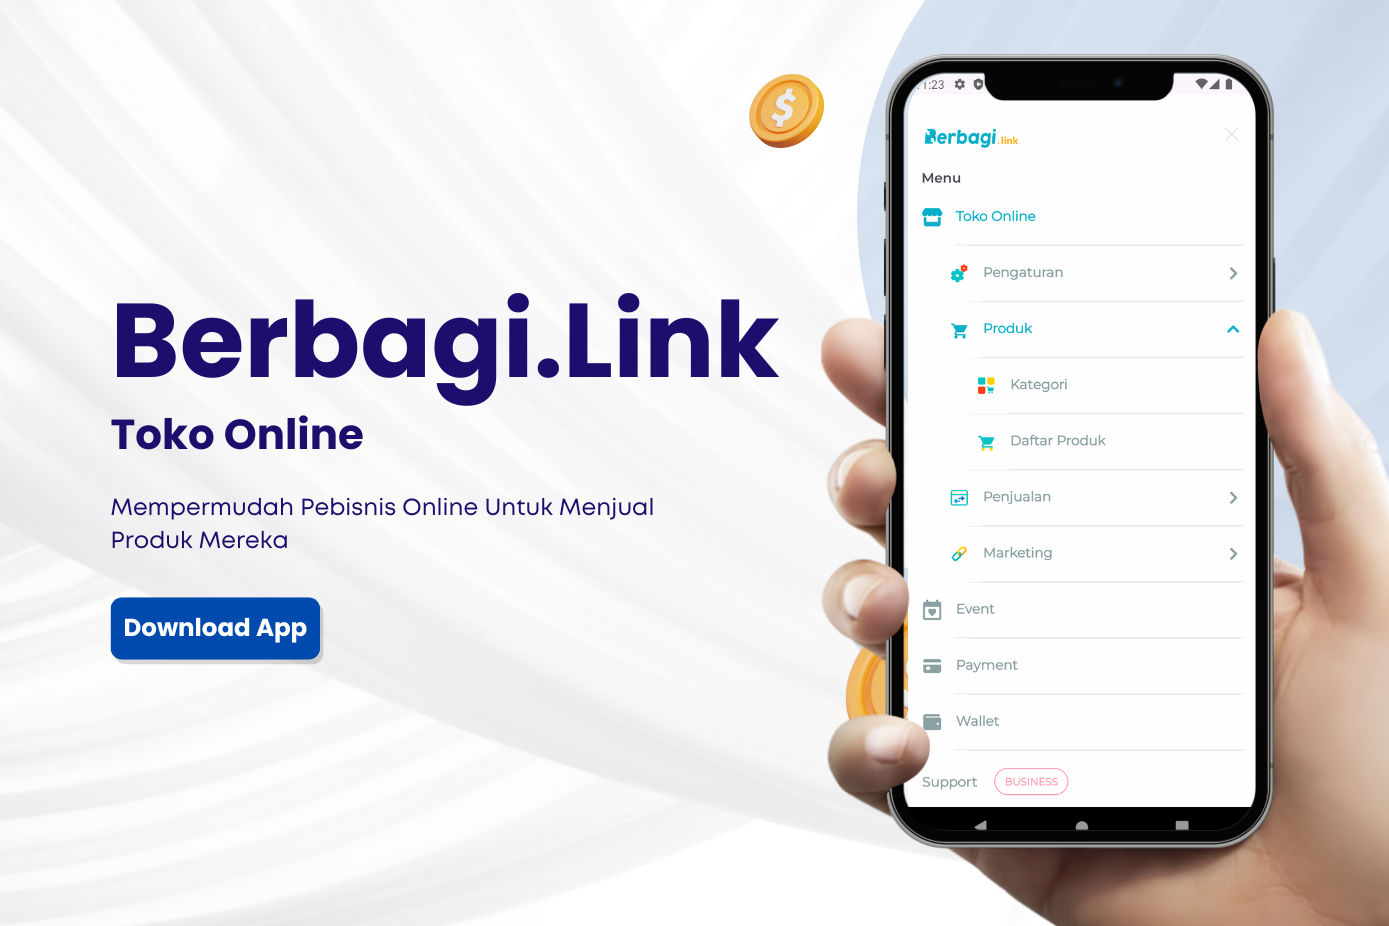 Berbagi.Link
Toko Online
Mempermudah Pebisnis Online Untuk Menjual
Produk Mereka
Download App
1:23
Berbagi.link
Menu
Toko Online
Pengaturan
Produk
Kategori
Daftar Produk
Penjualan
Marketing
Event
Payment
Wallet
Support BUSINESS